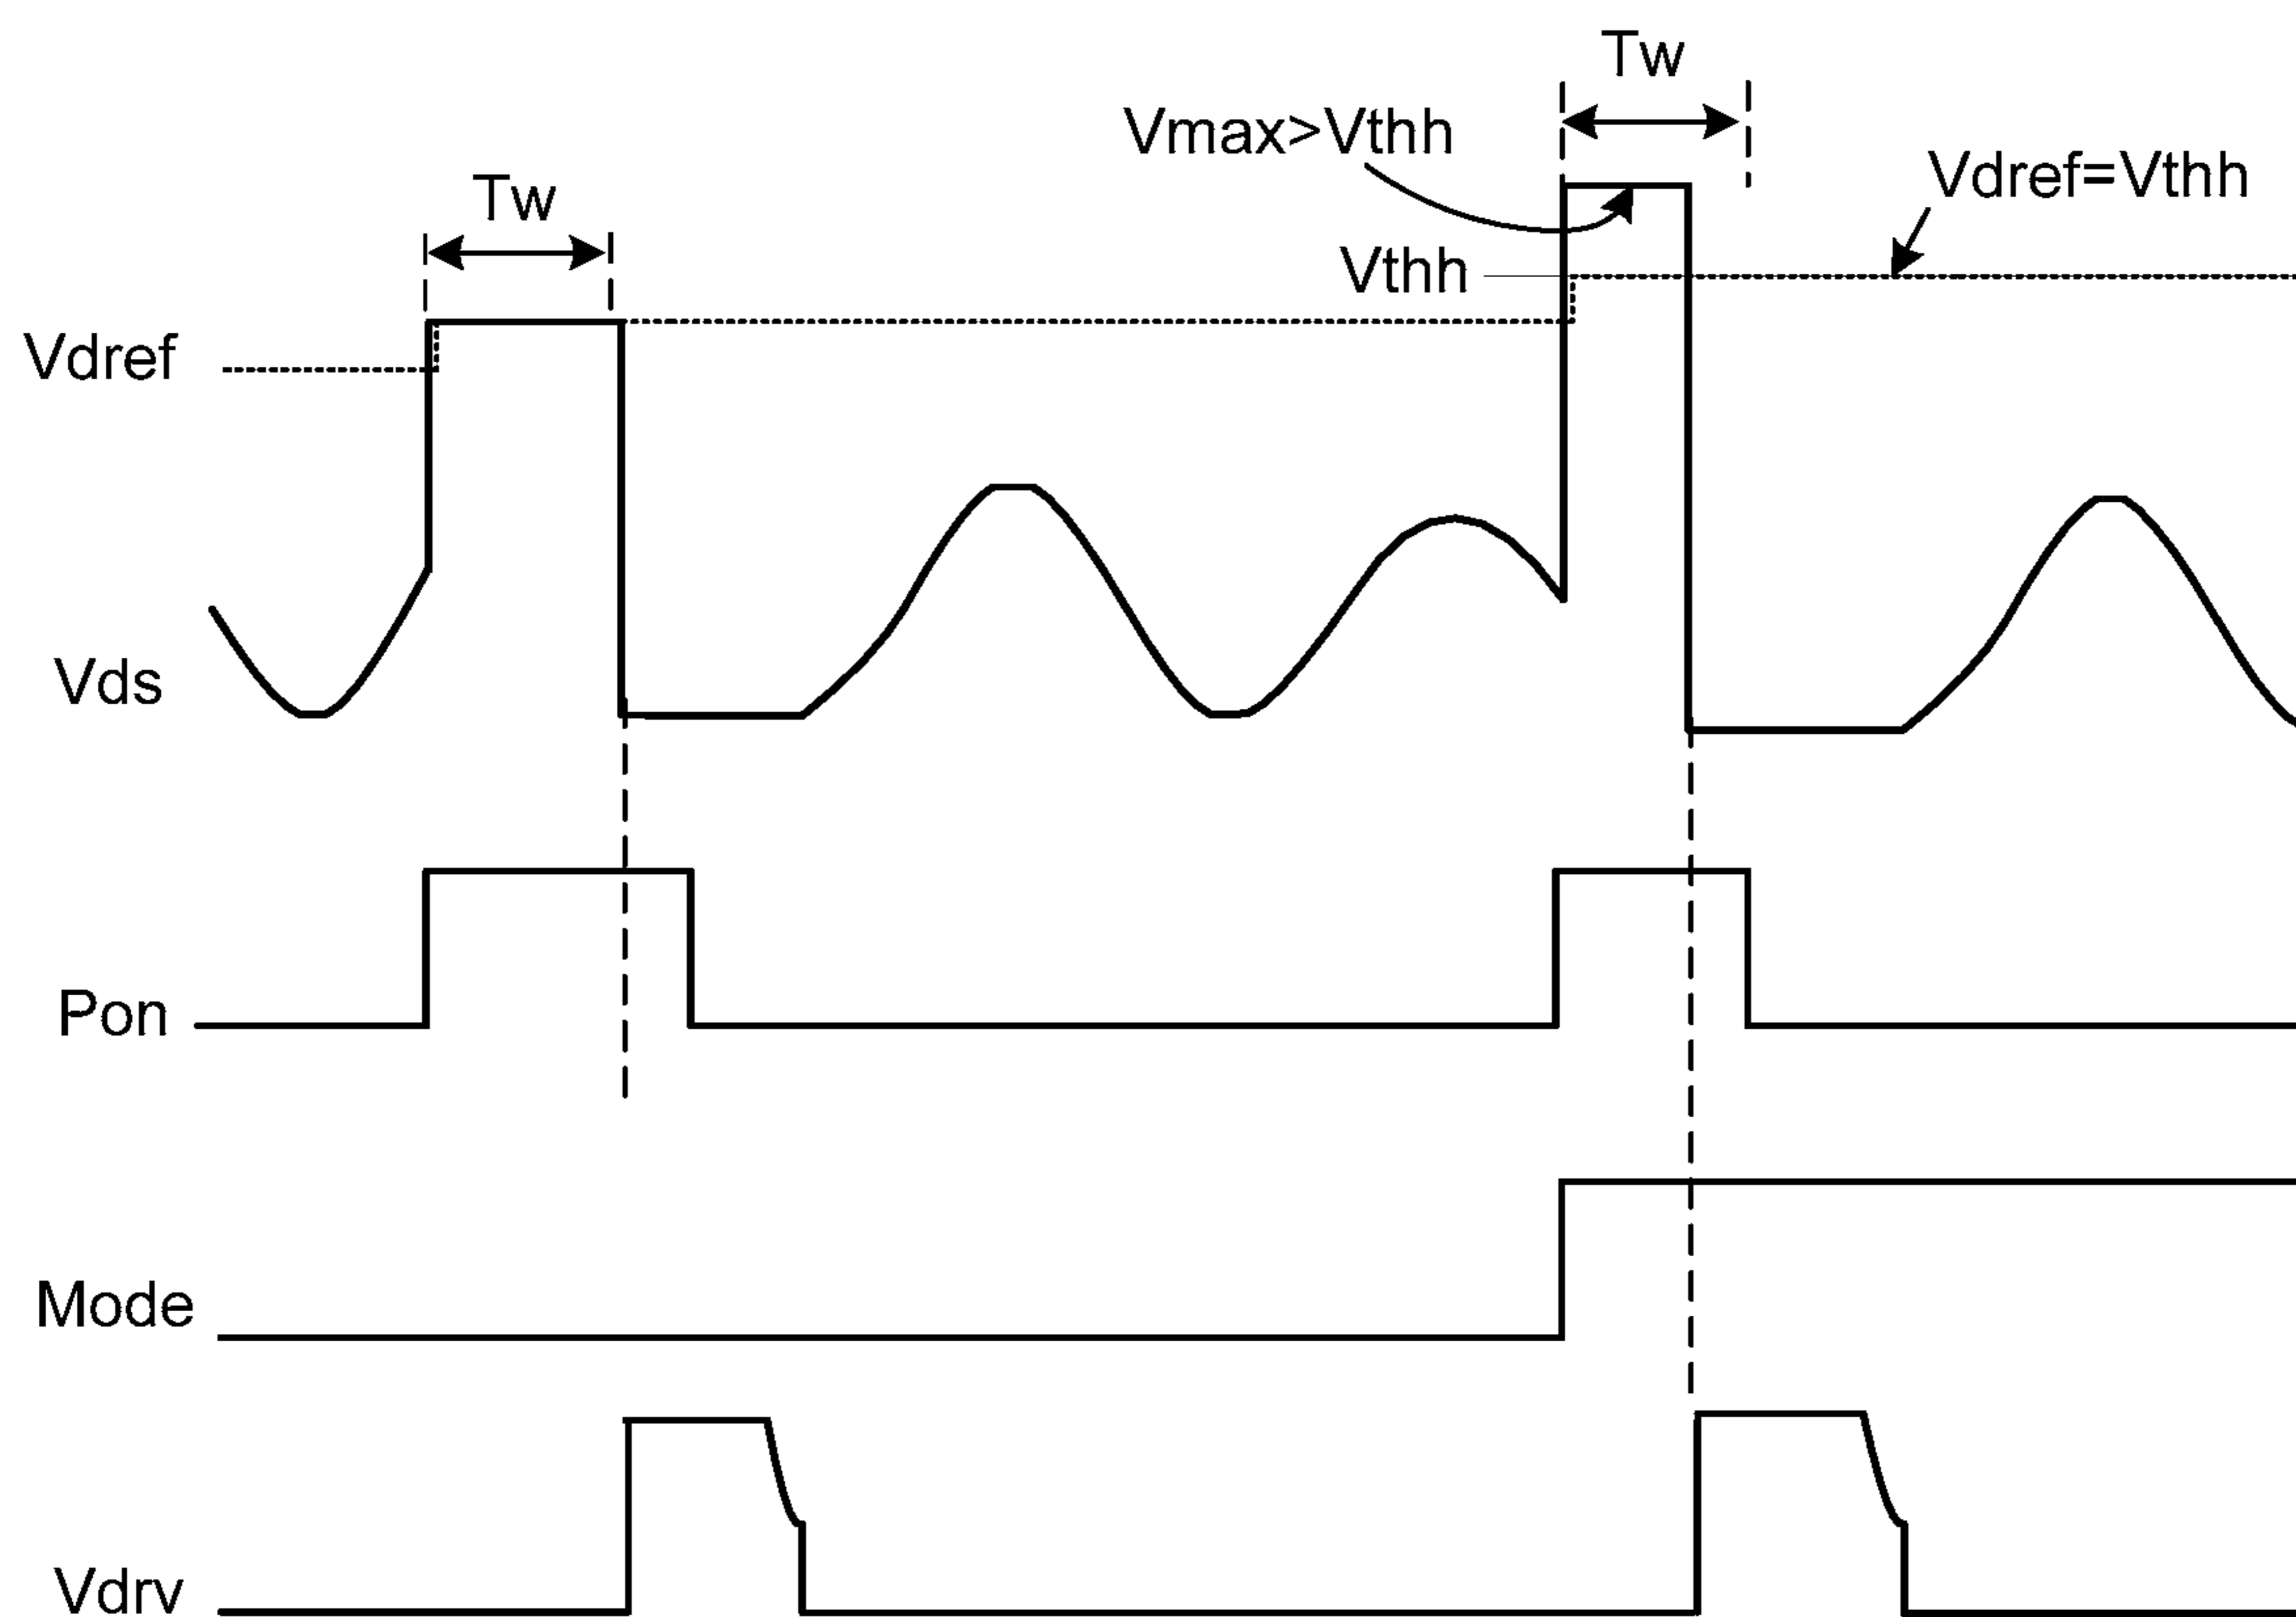 Tw
Vmax>Vthh
Vdref=Vthh
Tw
Vthh
Vdref
Vds
Pon
Mode
Vdrv